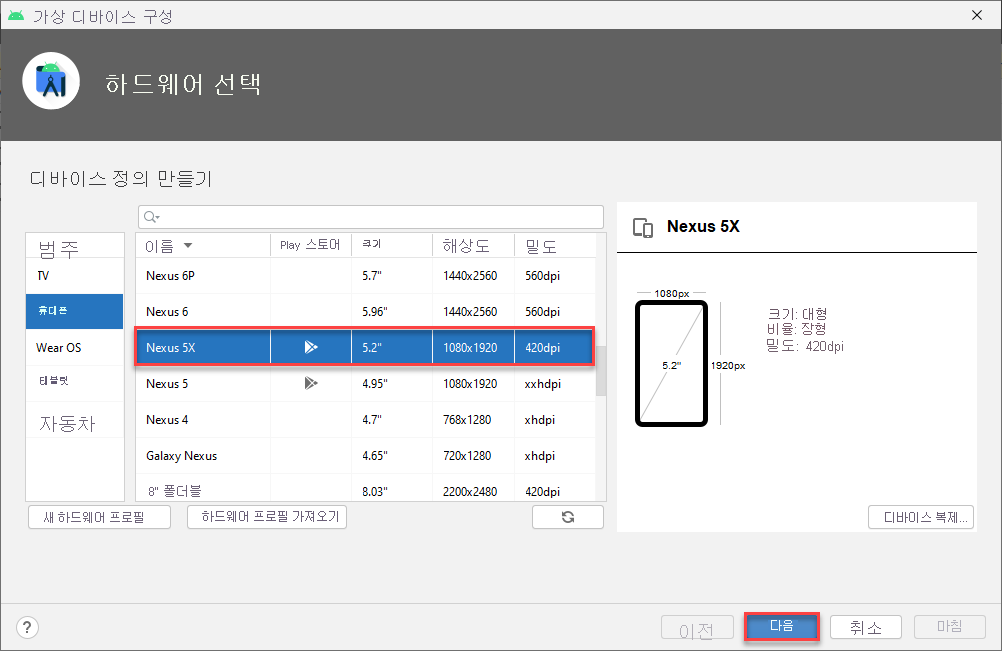 가상 디바이스 구성
하드웨어 선택
디바이스 정의 만들기
범주
TV
휴대폰
Wear OS
태블릿
자동차
이름 Play 스토어 크기 해상도 밀도
Nexus 6P 5.7" 1440x2560 560dpi
Nexus 6 5.96" 1440x2560 560dpi
Nexus 5X 5.2" 1080x1920 420dpi
Nexus 5 4.95" 1080x1920 xxhdpi
Nexus 4 4.7" 768x1280 xhdpi
Galaxy Nexus 4.65" 720x1280 xhdpi
8" 폴더블 8.03" 2200x2480 420dpi
새 하드웨어 프로필 하드웨어 프로필 가져오기
Nexus 5X
1080px
5.2"
1920px
크기: 대형
비율: 장형
밀도: 420dpi
디바이스 복제...
? 이전 다음 취소 마침